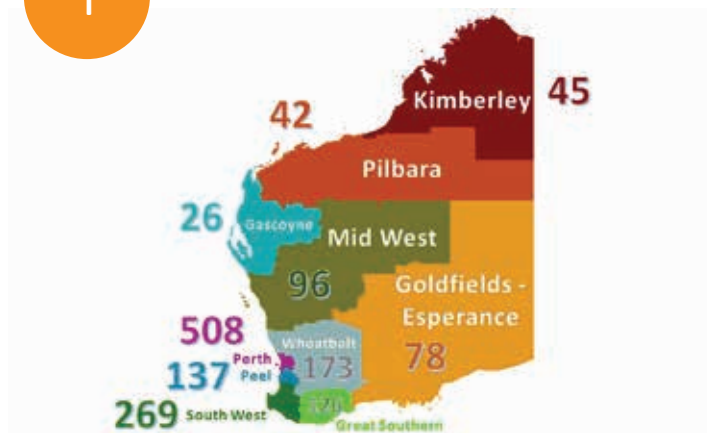 1
Kimberley
45
42
Pilbara
26
Gascoyne
Mid West
96
Goldfields -
Esperance
78
508
Perth
137
Peel
Wheatbelt
173
269
South West
Great Southern